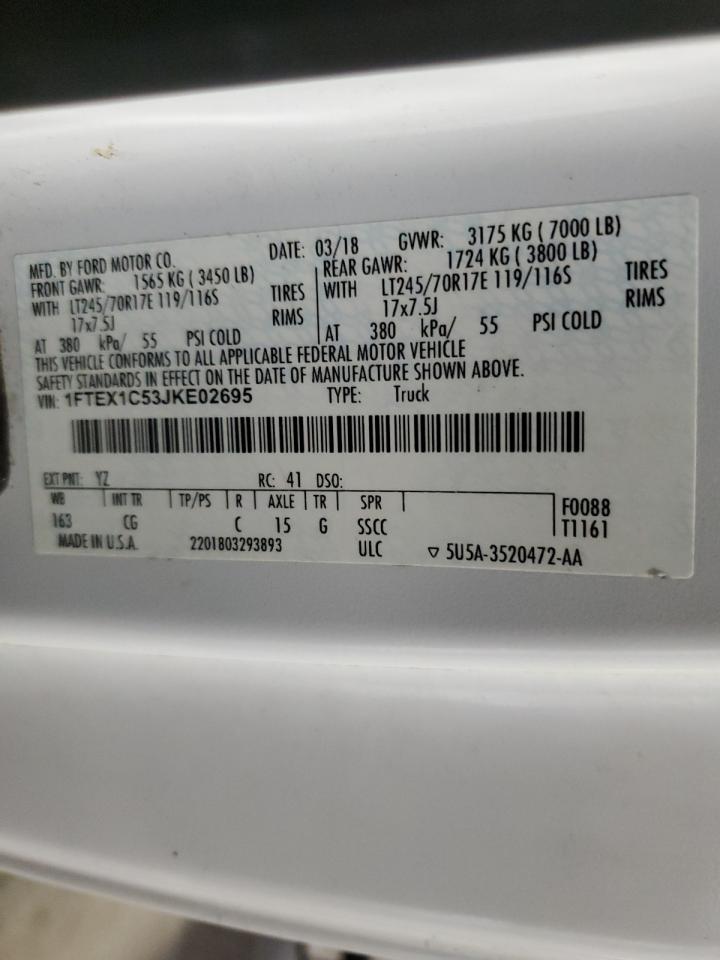 MFD. BY FORD MOTOR CO. DATE: 03/18 GVWR: 3175 KG ( 7000 LB)
FRONT GAWR: 1565 KG ( 3450 LB) REAR GAWR: 1724 KG ( 3800 LB)
WITH LT245/70R17E 119/116S TIRES WITH LT245/70R17E 119/116S TIRES
17x7.5J RIMS 17x7.5J RIMS
AT 380 kPa/ 55 PSI COLD AT 380 kPa/ 55 PSI COLD
THIS VEHICLE CONFORMS TO ALL APPLICABLE FEDERAL MOTOR VEHICLE
SAFETY STANDARDS IN EFFECT ON THE DATE OF MANUFACTURE SHOWN ABOVE.
VIN: 1FTEX1C53JKE02695 TYPE: Truck
EXT PNT: YZ RC: 41 DSO:
WB INT TR TP/PS R AXLE TR SPR F0088
163 CG C 15 G SSCC T1161
MADE IN U.S.A. 2201803293893 ULC ▽ 5U5A-3520472-AA